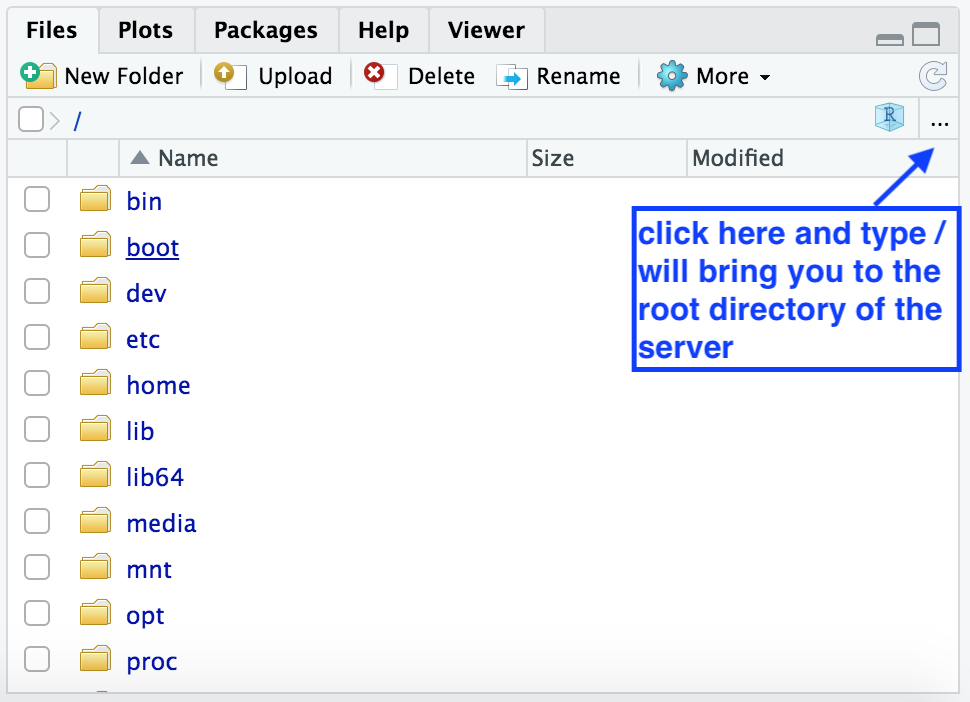 Files Plots Packages Help Viewer
New Folder Upload Delete Rename More
/ R ...
Name Size Modified
bin
boot
dev
etc
home
lib
lib64
media
mnt
opt
proc
click here and type /
will bring you to the
root directory of the
server